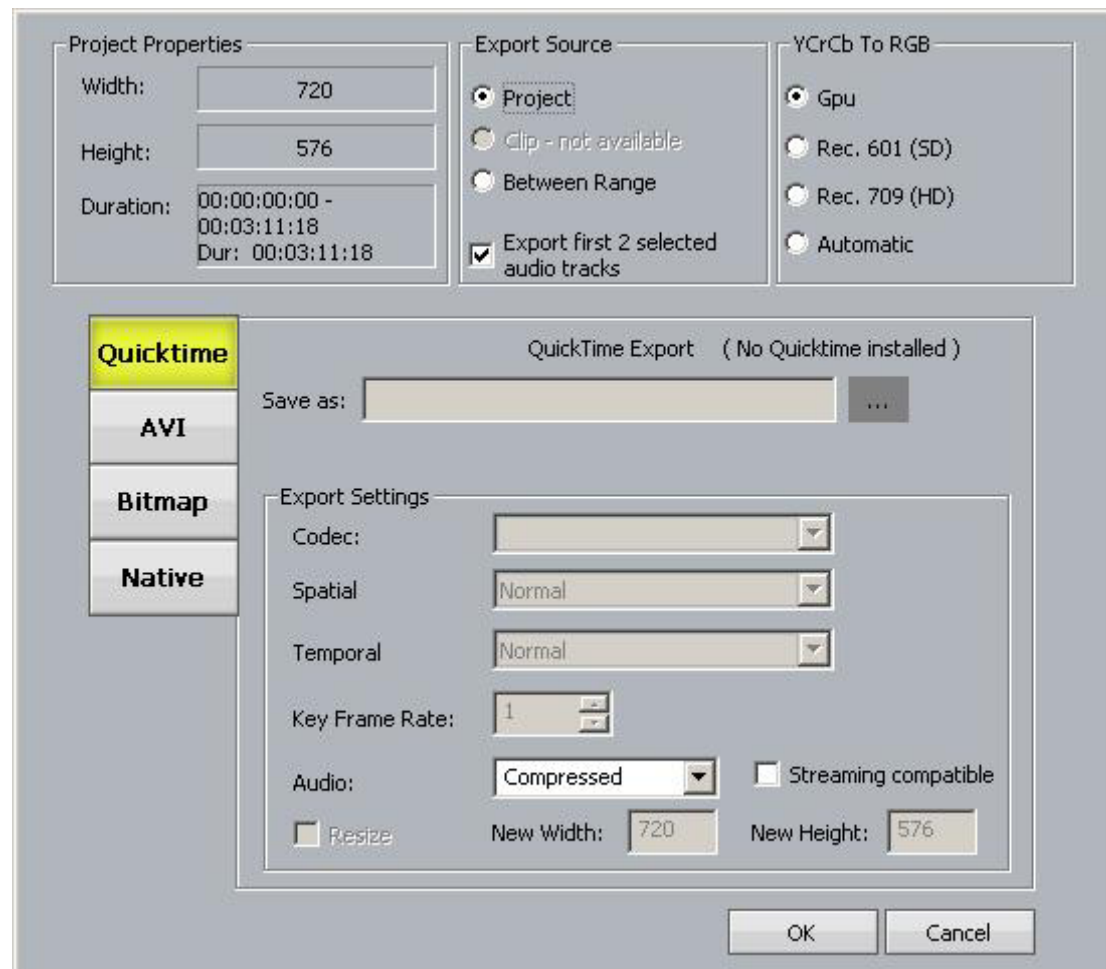 Project Properties
Width:
720
Height:
576
Duration:
00:00:00:00 -
00:03:11:18
Dur: 00:03:11:18
Export Source
Project
Clip - not available
Between Range
Export first 2 selected
audio tracks
YCrCb To RGB
Gpu
Rec. 601 (SD)
Rec. 709 (HD)
Automatic
Quicktime
AVI
Bitmap
Native
QuickTime Export ( No Quicktime installed )
Save as:
...
Export Settings
Codec:
Spatial
Normal
Temporal
Normal
Key Frame Rate:
1
Audio:
Compressed
Streaming compatible
Resize
New Width:
720
New Height:
576
OK
Cancel